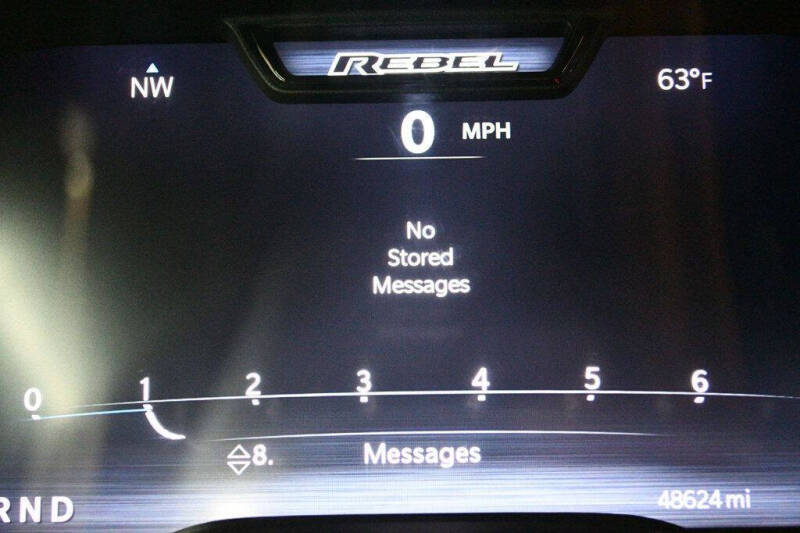 REBEL
NW
63°F
0 MPH
No
Stored
Messages
0 1 2 3 4 5 6
8. Messages
RND
48624 mi